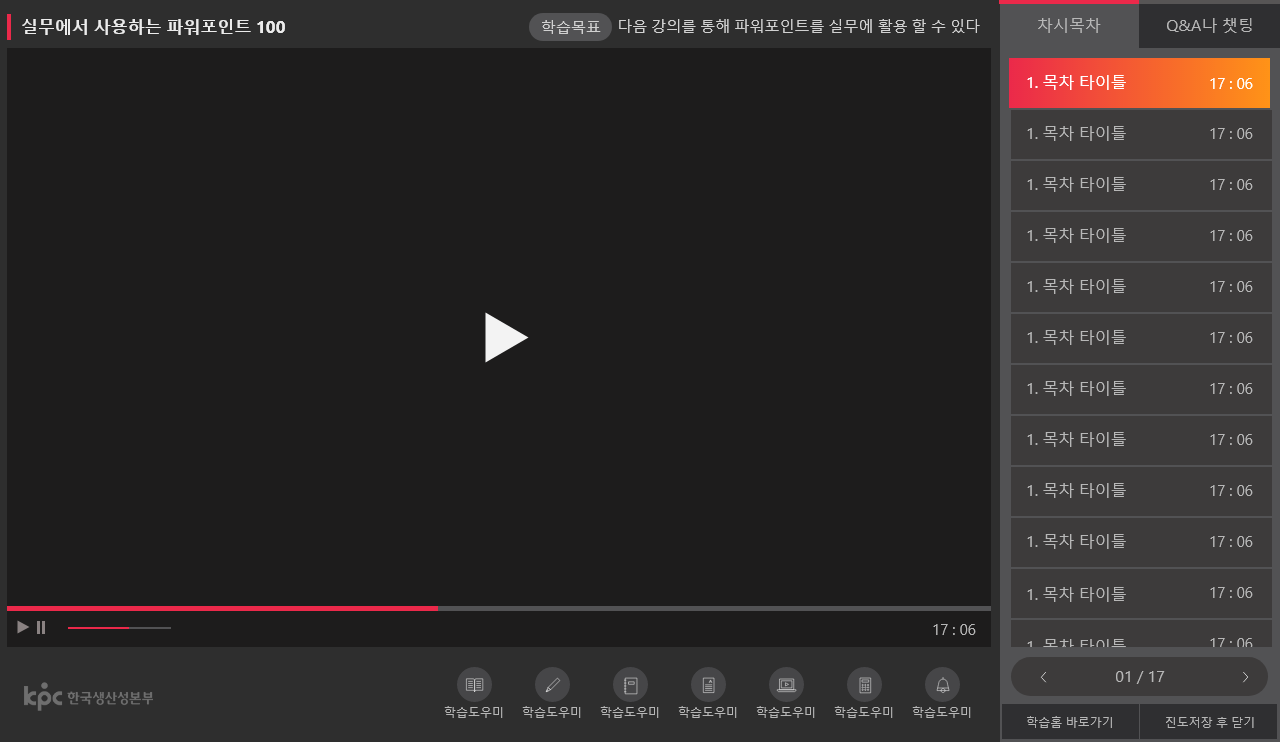 실무에서 사용하는 파워포인트 100
학습목표 다음 강의를 통해 파워포인트를 실무에 활용 할 수 있다
차시목차
Q&A나 챗팅
1. 목차 타이틀 17 : 06
1. 목차 타이틀 17 : 06
1. 목차 타이틀 17 : 06
1. 목차 타이틀 17 : 06
1. 목차 타이틀 17 : 06
1. 목차 타이틀 17 : 06
1. 목차 타이틀 17 : 06
1. 목차 타이틀 17 : 06
1. 목차 타이틀 17 : 06
1. 목차 타이틀 17 : 06
1. 목차 타이틀 17 : 06
1. 목차 타이틀 17 : 06
17 : 06
kpc 한국생산성본부
학습도우미 학습도우미 학습도우미 학습도우미 학습도우미 학습도우미 학습도우미
01 / 17
학습홈 바로가기
진도저장 후 닫기